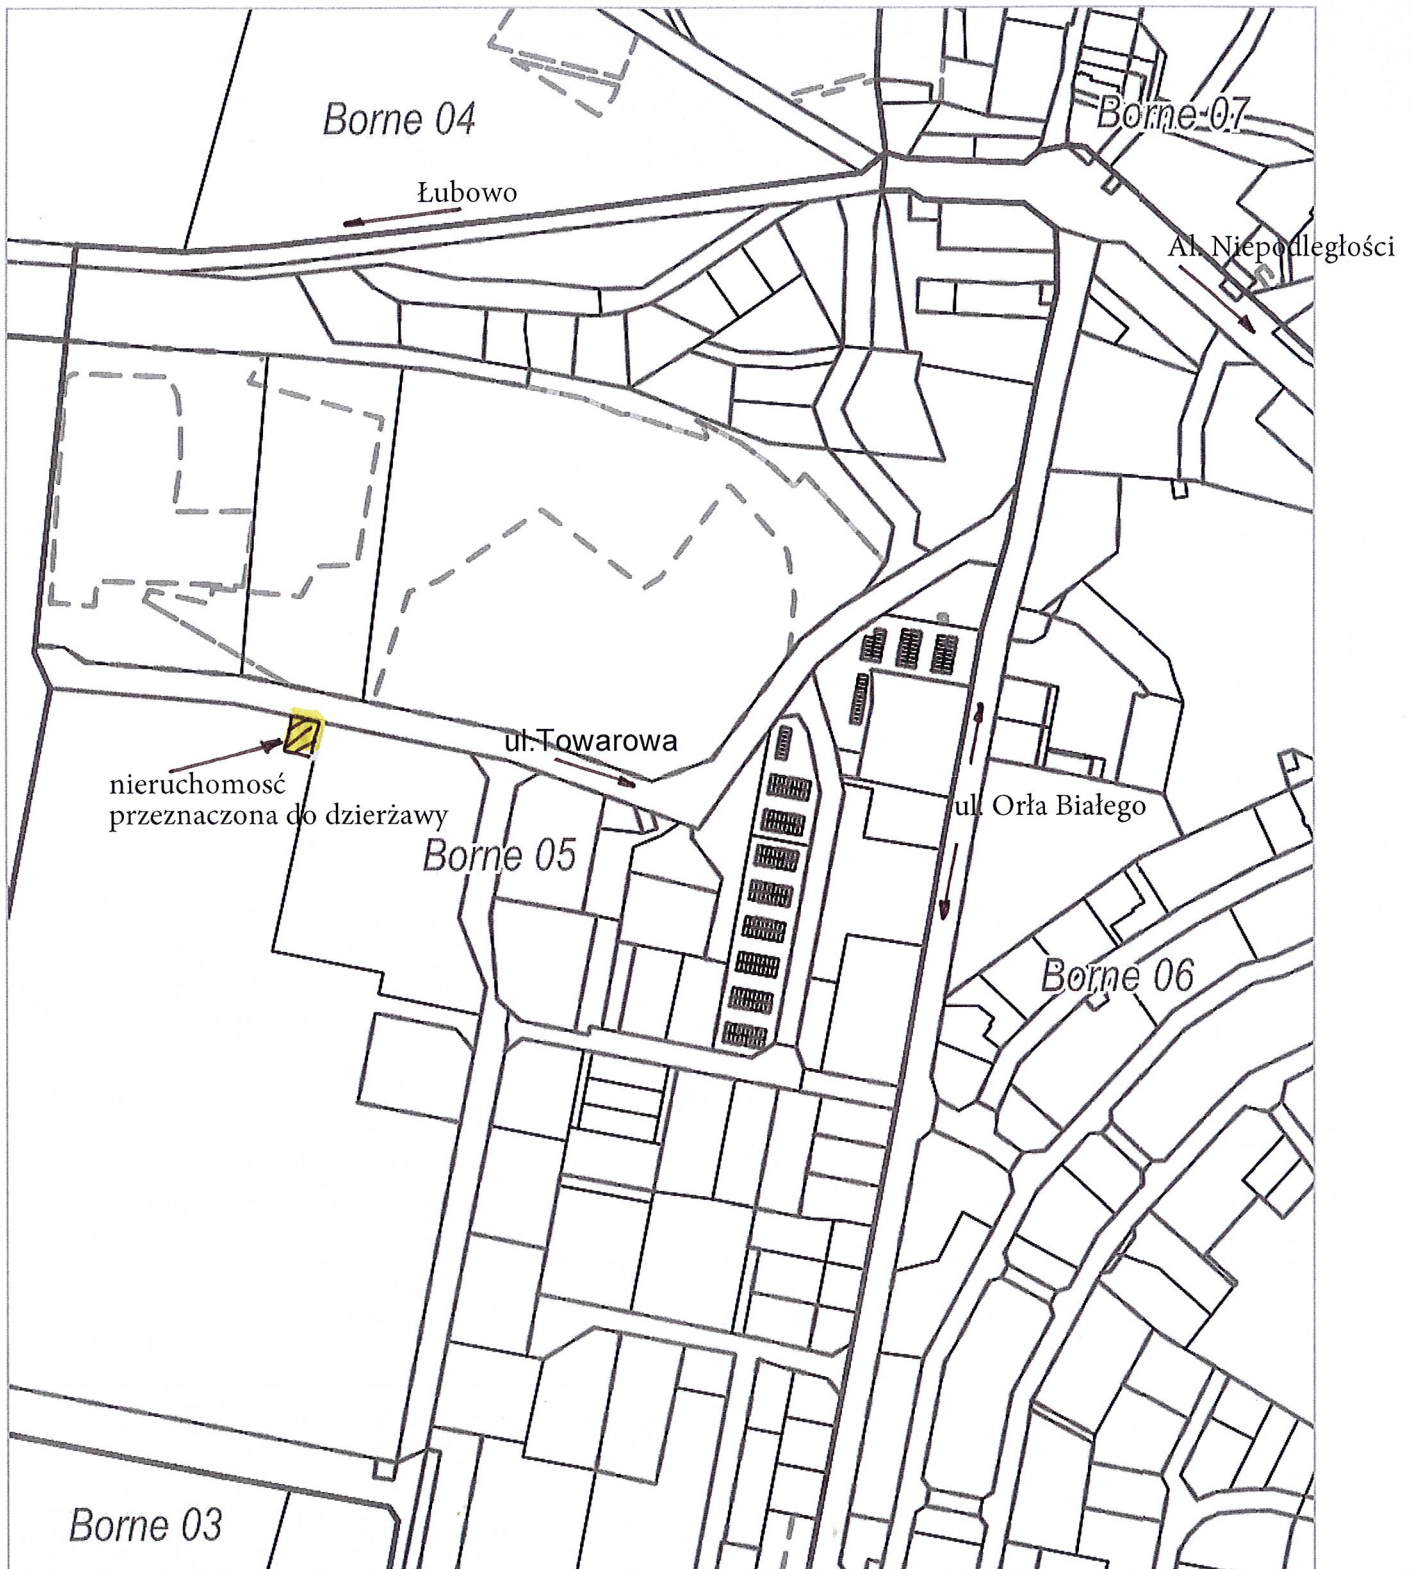 Borne 04
Borne 07
Łubowo
Al. Niepodległości
ul.Towarowa
nieruchomosć
przeznaczona do dzierżawy
ul. Orła Białego
Borne 05
Borne 06
Borne 03